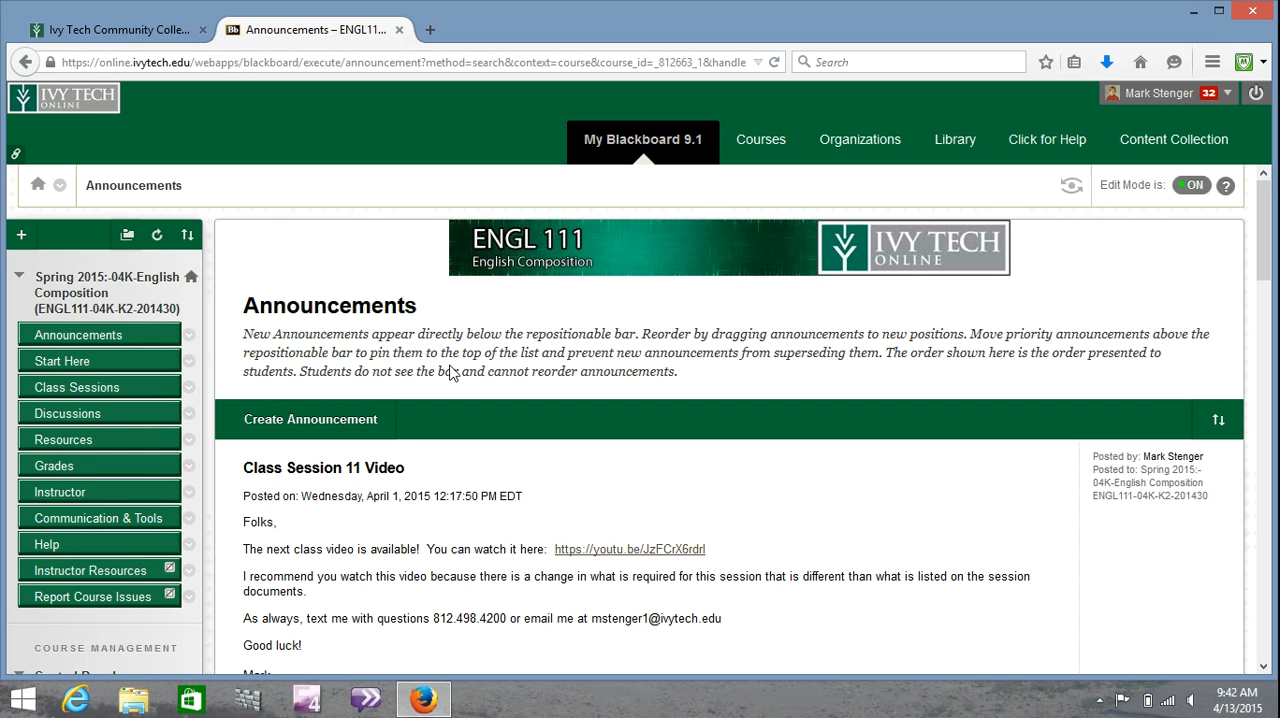 Ivy Tech Community Colle...
Bb
Announcements – ENGL11...
https://online.ivytech.edu/webapps/blackboard/execute/announcement?method=search&context=course&course_id=_812663_1&handle
Search
IVY TECH
ONLINE
Mark Stenger 32
My Blackboard 9.1
Courses
Organizations
Library
Click for Help
Content Collection
Announcements
Edit Mode is: ON ?
Spring 2015:-04K-English
Composition
(ENGL111-04K-K2-201430)
Announcements
Start Here
Class Sessions
Discussions
Resources
Grades
Instructor
Communication & Tools
Help
Instructor Resources
Report Course Issues
COURSE MANAGEMENT
ENGL 111
English Composition
IVY TECH
ONLINE
Announcements
New Announcements appear directly below the repositionable bar. Reorder by dragging announcements to new positions. Move priority announcements above the
repositionable bar to pin them to the top of the list and prevent new announcements from superseding them. The order shown here is the order presented to
students. Students do not see the bar and cannot reorder announcements.
Create Announcement
Class Session 11 Video
Posted on: Wednesday, April 1, 2015 12:17:50 PM EDT
Folks,
The next class video is available! You can watch it here: https://youtu.be/JzFCrX6rdrI
I recommend you watch this video because there is a change in what is required for this session that is different than what is listed on the session
documents.
As always, text me with questions 812.498.4200 or email me at mstenger1@ivytech.edu
Good luck!
Mark
Posted by: Mark Stenger
Posted to: Spring 2015:-
04K-English Composition
ENGL111-04K-K2-201430
9:42 AM
4/13/2015